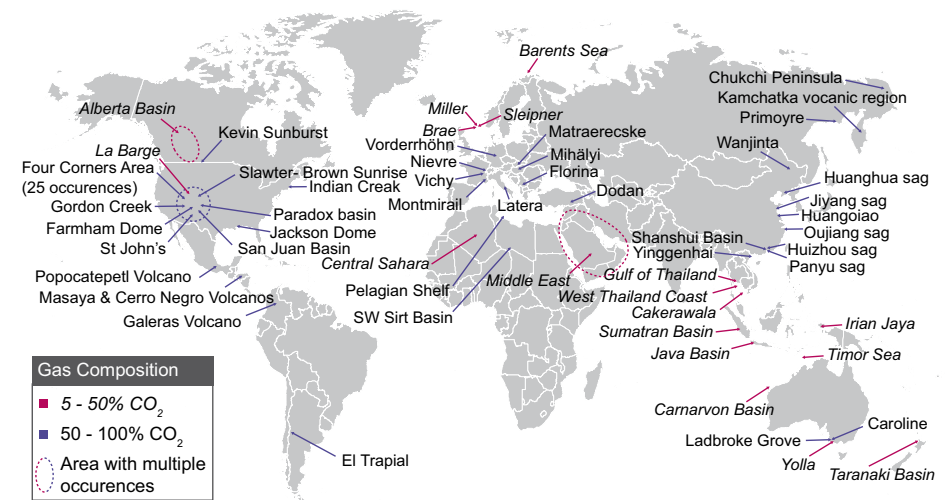 Barents Sea
Chukchi Peninsula
Kamchatka vocanic region
Primoyre
Wanjinta
Alberta Basin
Kevin Sunburst
Miller
Sleipner
Brae
Matraerecske
Vorderrhöhn
Mihälyi
Nievre
Florina
Vichy
Dodan
Montmirail
Latera
La Barge
Four Corners Area
(25 occurences)
Slawter- Brown Sunrise
Indian Creak
Gordon Creek
Paradox basin
Farmham Dome
Jackson Dome
St John's
San Juan Basin
Huanghua sag
Jiyang sag
Huangoiao
Oujiang sag
Shanshui Basin
Huizhou sag
Yinggenhai
Panyu sag
Central Sahara
Middle East
Gulf of Thailand
Popocatepetl Volcano
Pelagian Shelf
West Thailand Coast
Masaya & Cerro Negro Volcanos
SW Sirt Basin
Cakerawala
Galeras Volcano
Sumatran Basin
Irian Jaya
Java Basin
Timor Sea
Carnarvon Basin
Caroline
Ladbroke Grove
Yolla
Taranaki Basin
El Trapial
Gas Composition
5 - 50% CO₂
50 - 100% CO₂
Area with multiple
occurences